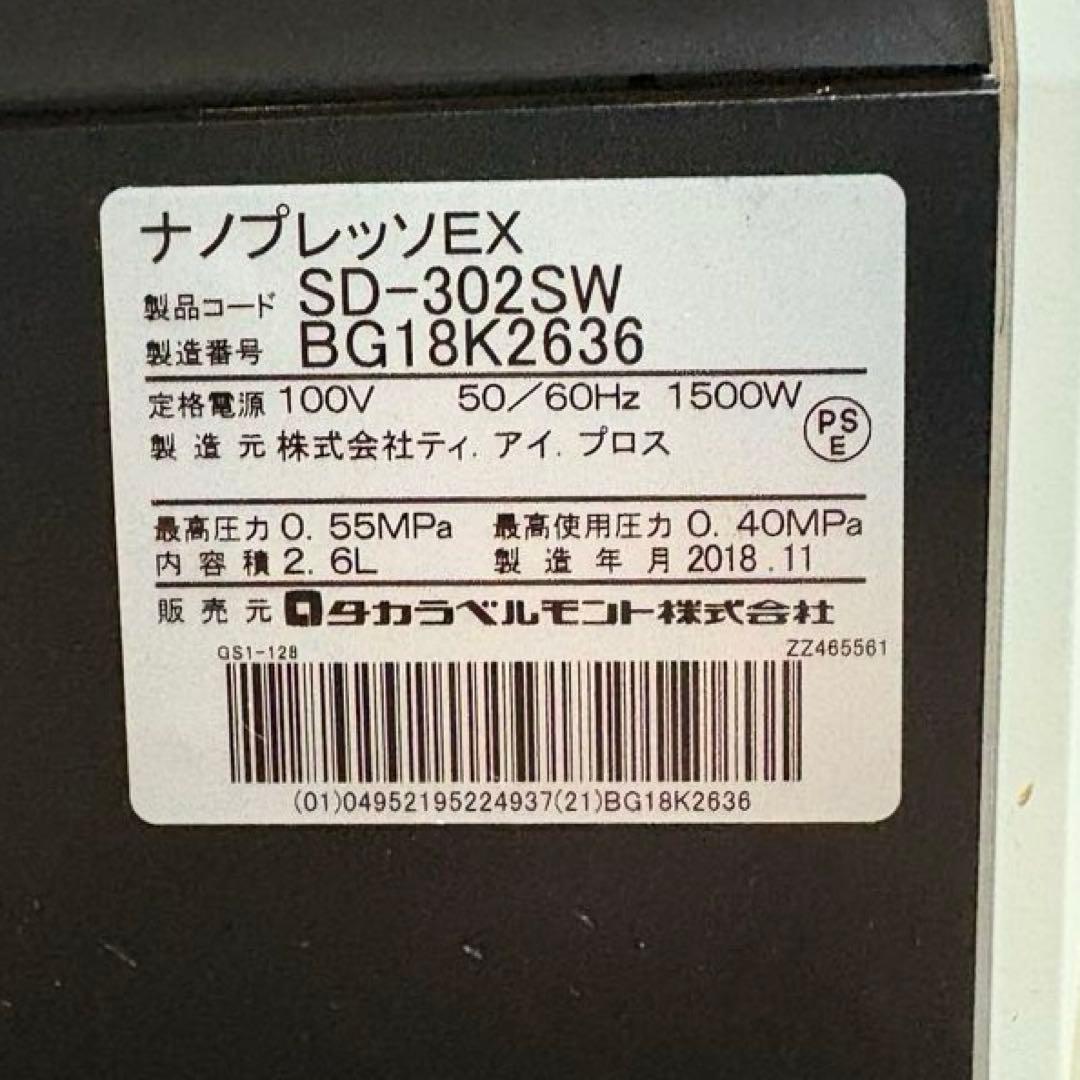 ナノプレッソEX
製品コード SD-302SW
製造番号 BG18K2636
定格電源 100V 50/60Hz 1500W
PS
E
製造元 株式会社ティ.アイ.プロス
最高圧力 0.55MPa 最高使用圧力 0.40MPa
内容積 2.6L 製造年月 2018.11
販売元 タカラベルモント株式会社
GS1-128 ZZ465561
(01)04952195224937(21)BG18K2636